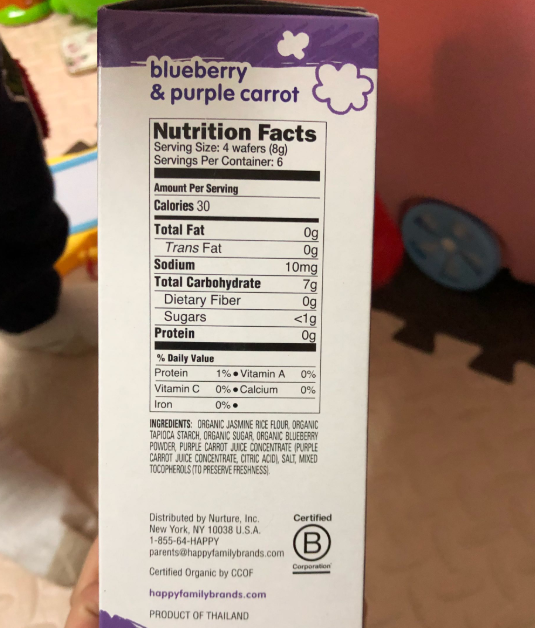 blueberry
& purple carrot
Nutrition Facts
Serving Size: 4 wafers (8g)
Servings Per Container: 6
Amount Per Serving
Calories 30
Total Fat 0g
Trans Fat 0g
Sodium 10mg
Total Carbohydrate 7g
Dietary Fiber 0g
Sugars <1g
Protein 0g
% Daily Value
Protein 1% • Vitamin A 0%
Vitamin C 0% • Calcium 0%
Iron 0% •
INGREDIENTS: ORGANIC JASMINE RICE FLOUR, ORGANIC
TAPIOCA STARCH, ORGANIC SUGAR, ORGANIC BLUEBERRY
POWDER, PURPLE CARROT JUICE CONCENTRATE (PURPLE
CARROT JUICE CONCENTRATE, CITRIC ACID), SALT, MIXED
TOCOPHEROLS (TO PRESERVE FRESHNESS).
Distributed by Nurture, Inc.
New York, NY 10038 U.S.A.
1-855-64-HAPPY
parents@happyfamilybrands.com
Certified Organic by CCOF
Certified
B
Corporation
happyfamilybrands.com
PRODUCT OF THAILAND